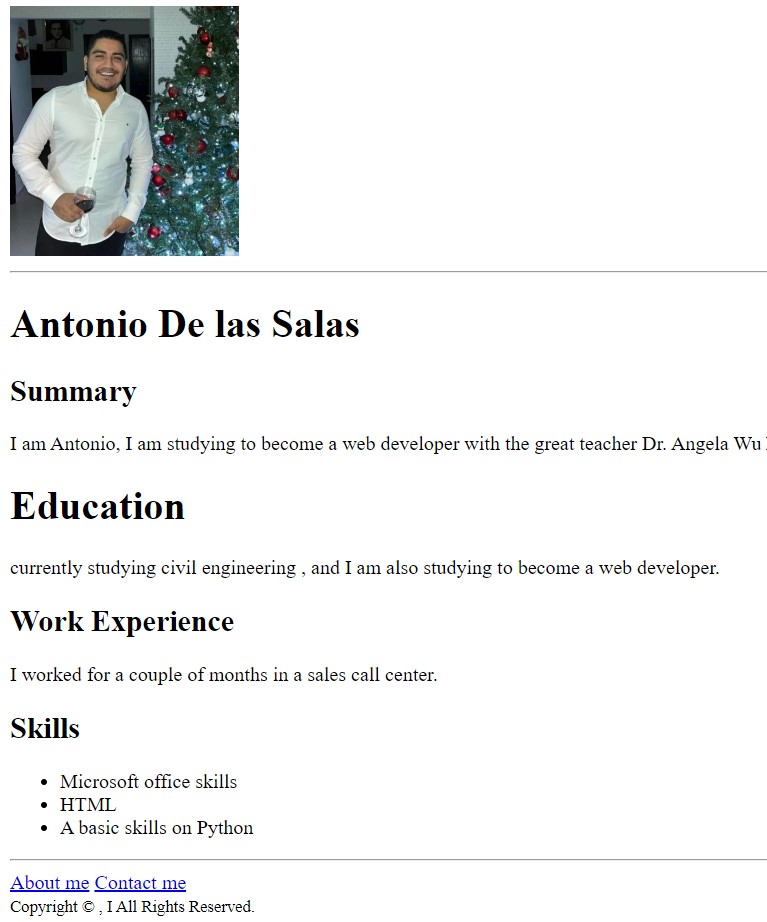 Antonio De las Salas
Summary
I am Antonio, I am studying to become a web developer with the great teacher Dr. Angela Wu
Education
currently studying civil engineering , and I am also studying to become a web developer.
Work Experience
I worked for a couple of months in a sales call center.
Skills
• Microsoft office skills
• HTML
• A basic skills on Python
About me Contact me
Copyright © , I All Rights Reserved.